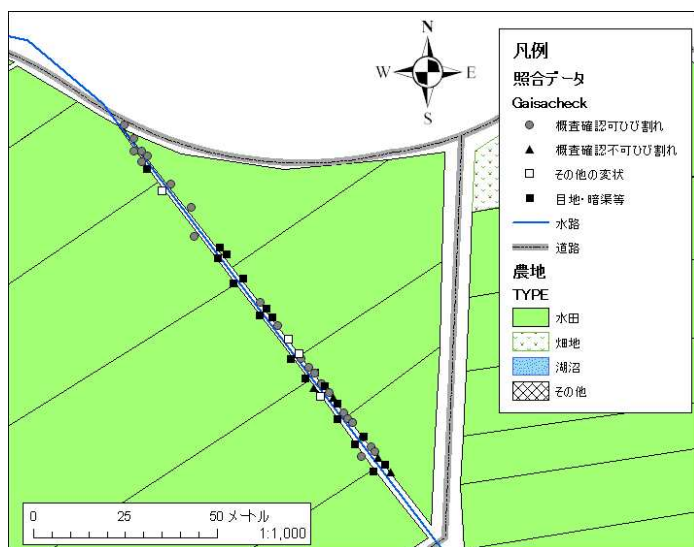 N
W E
S
凡例
照合データ
Gaisacheck
概査確認可ひび割れ
概査確認不可ひび割れ
その他の変状
目地・暗渠等
水路
道路
農地
TYPE
水田
畑地
湖沼
その他
0 25 50 メートル
1:1,000